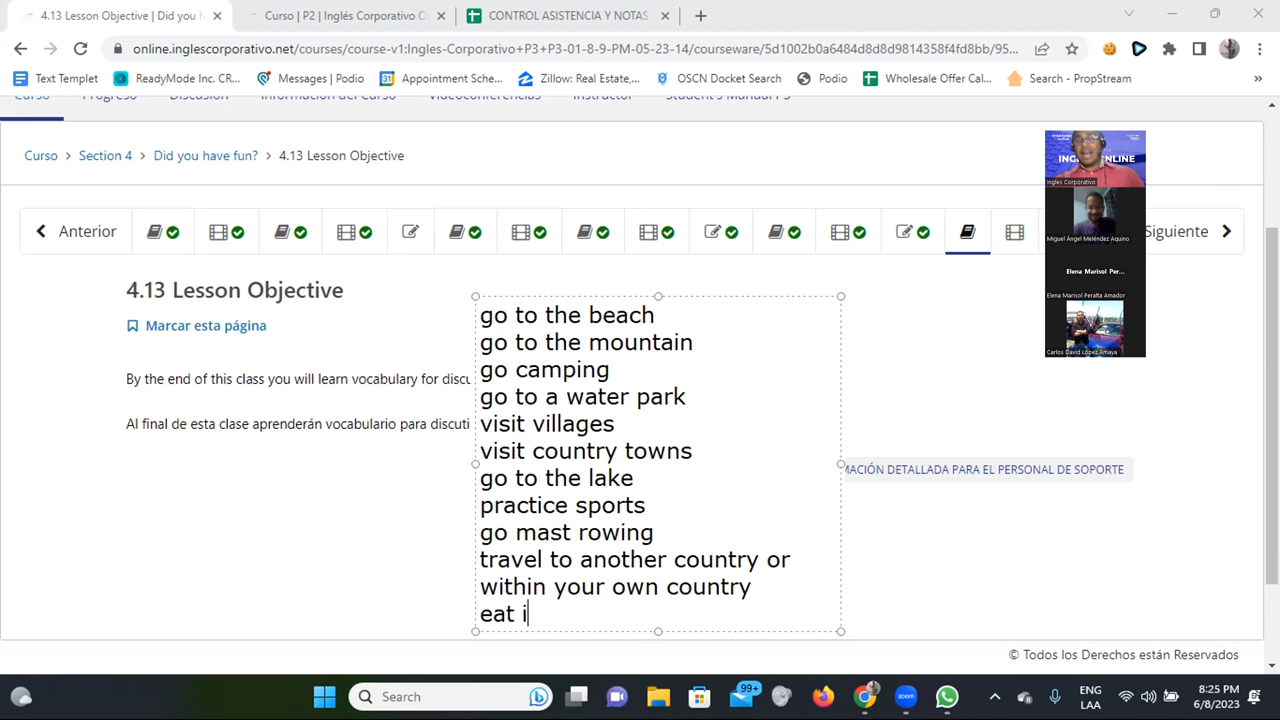 4.13 Lesson Objective | Did you h
Curso | P2 | Inglés Corporativo O
CONTROL ASISTENCIA Y NOTAS
online.inglescorporativo.net/courses/course-v1:Ingles-Corporativo+P3+P3-01-8-9-PM-05-23-14/courseware/5d1002b0a6484d8d8d9814358f4fd8bb/95...
Text Templet
ReadyMode Inc. CR...
Messages | Podio
Appointment Sche...
Zillow: Real Estate,...
OSCN Docket Search
Podio
Wholesale Offer Cal...
Search - PropStream
Curso
Progreso
Discusión
Información del Curso
Videoconferencias
Instructor
Student's Manual P3
Curso
Section 4
Did you have fun?
4.13 Lesson Objective
INGL
NLINE
Ingles Corporativo
Miguel Ángel Meléndez Aquino
Elena Marisol Per...
Elena Marisol Peralta Amador
Carlos David López Amaya
Anterior
Siguiente
4.13 Lesson Objective
Marcar esta página
By the end of this class you will learn vocabulary for discu
Al final de esta clase aprenderán vocabulario para discuti
go to the beach
go to the mountain
go camping
go to a water park
visit villages
visit country towns
go to the lake
practice sports
go mast rowing
travel to another country or
within your own country
eat i
MACIÓN DETALLADA PARA EL PERSONAL DE SOPORTE
© Todos los Derechos están Reservados
Search
99+
ENG
LAA
8:25 PM
6/8/2023